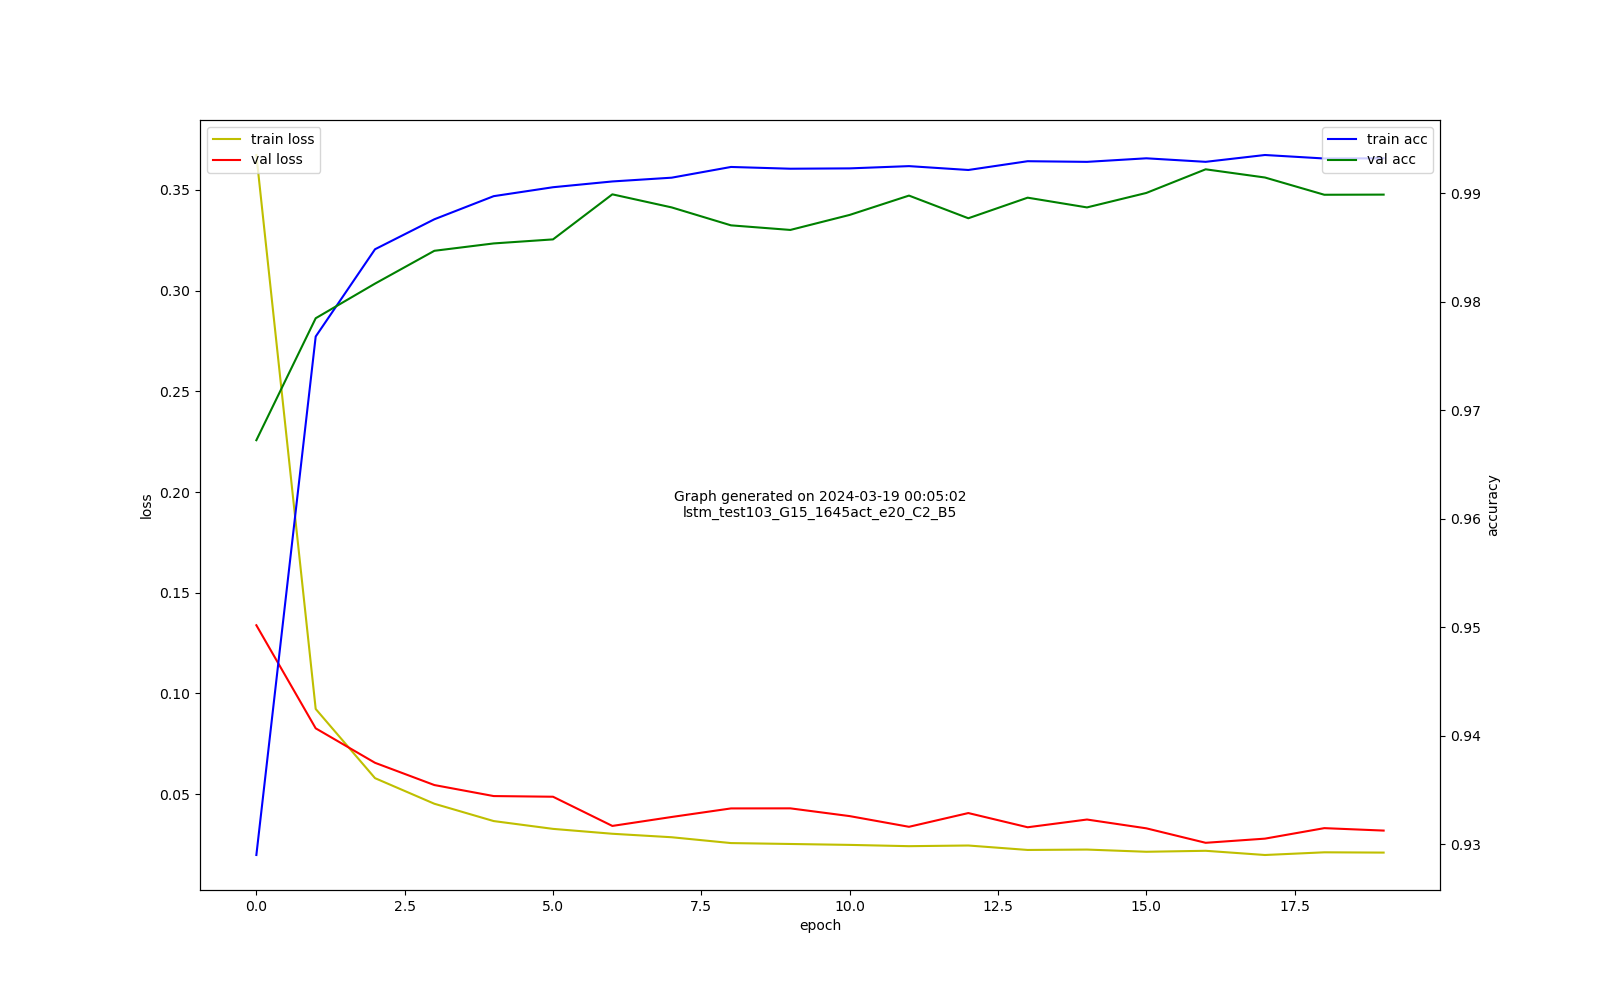 train loss
val loss
train acc
val acc
0.35
0.30
0.25
0.20
0.15
0.10
0.05
loss
0.99
0.98
0.97
0.96
0.95
0.94
0.93
accuracy
Graph generated on 2024-03-19 00:05:02
lstm_test103_G15_1645act_e20_C2_B5
0.0 2.5 5.0 7.5 10.0 12.5 15.0 17.5
epoch